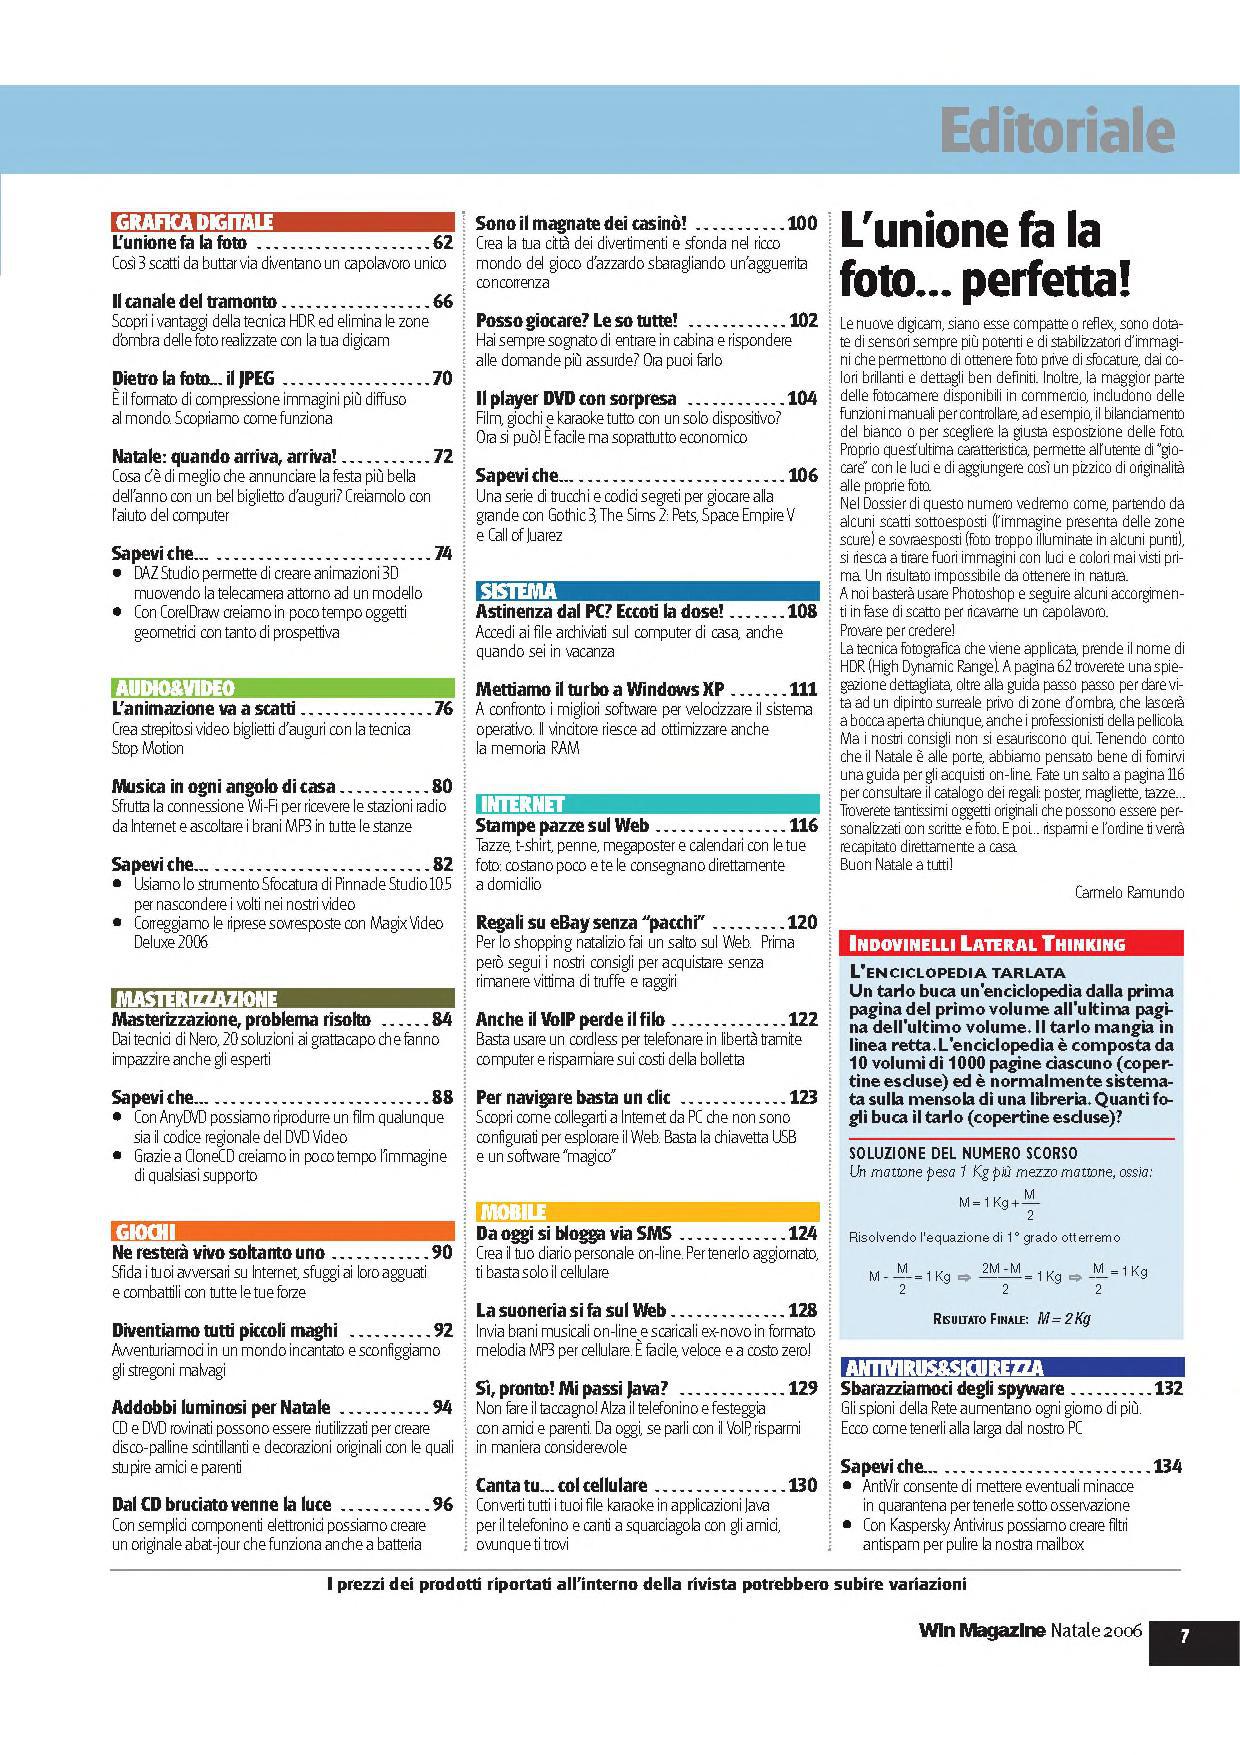 Editoriale
GRAFICA DIGITALE
L'unione fa la foto ..................... 62
Così 3 scatti da buttar via diventano un capolavoro unico
Il canale del tramonto .................. 66
Scopri i vantaggi della tecnica HDR ed elimina le zone
d'ombra delle foto realizzate con la tua digicam
Dietro la foto... il JPEG .................. 70
È il formato di compressione immagini più diffuso
al mondo. Scopriamo come funziona
Natale: quando arriva, arriva! ........... 72
Cosa c'è di meglio che annunciare la festa più bella
dell'anno con un bel biglietto d'auguri? Creiamolo con
l'aiuto del computer
Sapevi che... .......................... 74
• DAZ Studio permette di creare animazioni 3D
muovendo la telecamera attorno ad un modello
• Con CorelDraw creiamo in poco tempo oggetti
geometrici con tanto di prospettiva
AUDIO&VIDEO
L'animazione va a scatti ................ 76
Crea strepitosi video biglietti d'auguri con la tecnica
Stop Motion
Musica in ogni angolo di casa ........... 80
Sfrutta la connessione Wi-Fi per ricevere le stazioni radio
da Internet e ascoltare i brani MP3 in tutte le stanze
Sapevi che... .......................... 82
• Usiamo lo strumento Sfocatura di Pinnacle Studio 10.5
per nascondere i volti nei nostri video
• Correggiamo le riprese sovresposte con Magix Video
Deluxe 2006
MASTERIZZAZIONE
Masterizzazione, problema risolto ...... 84
Dai tecnici di Nero, 20 soluzioni ai grattacapo che fanno
impazzire anche gli esperti
Sapevi che... .......................... 88
• Con AnyDVD possiamo riprodurre un film qualunque
sia il codice regionale del DVD Video
• Grazie a CloneCD creiamo in poco tempo l'immagine
di qualsiasi supporto
GIOCHI
Ne resterà vivo soltanto uno ............ 90
Sfida i tuoi avversari su Internet, sfuggi ai loro agguati
e combattili con tutte le tue forze
Diventiamo tutti piccoli maghi .......... 92
Avventuriamoci in un mondo incantato e sconfiggiamo
gli stregoni malvagi
Addobbi luminosi per Natale ........... 94
CD e DVD rovinati possono essere riutilizzati per creare
disco-palline scintillanti e decorazioni originali con le quali
stupire amici e parenti
Dal CD bruciato venne la luce ........... 96
Con semplici componenti elettronici possiamo creare
un originale abat-jour che funziona anche a batteria
Sono il magnate dei casinò! ........... 100
Crea la tua città dei divertimenti e sfonda nel ricco
mondo del gioco d'azzardo sbaragliando un'agguerrita
concorrenza
Posso giocare? Le so tutte! ............ 102
Hai sempre sognato di entrare in cabina e rispondere
alle domande più assurde? Ora puoi farlo
Il player DVD con sorpresa ............ 104
Film, giochi e karaoke tutto con un solo dispositivo?
Ora si può! È facile ma soprattutto economico
Sapevi che... ......................... 106
Una serie di trucchi e codici segreti per giocare alla
grande con Gothic 3, The Sims 2: Pets, Space Empire V
e Call of Juarez
SISTEMA
Astinenza dal PC? Eccoti la dose! ....... 108
Accedi ai file archiviati sul computer di casa, anche
quando sei in vacanza
Mettiamo il turbo a Windows XP ....... 111
A confronto i migliori software per velocizzare il sistema
operativo. Il vincitore riesce ad ottimizzare anche
la memoria RAM
INTERNET
Stampe pazze sul Web ................ 116
Tazze, t-shirt, penne, megaposter e calendari con le tue
foto: costano poco e te le consegnano direttamente
a domicilio
Regali su eBay senza "pacchi" ......... 120
Per lo shopping natalizio fai un salto sul Web. Prima
però segui i nostri consigli per acquistare senza
rimanere vittima di truffe e raggiri
Anche il VoIP perde il filo .............. 122
Basta usare un cordless per telefonare in libertà tramite
computer e risparmiare sui costi della bolletta
Per navigare basta un clic .............. 123
Scopri come collegarti a Internet da PC che non sono
configurati per esplorare il Web. Basta la chiavetta USB
e un software "magico"
MOBILE
Da oggi si blogga via SMS ............. 124
Crea il tuo diario personale on-line. Per tenerlo aggiornato,
ti basta solo il cellulare
La suoneria si fa sul Web .............. 128
Invia brani musicali on-line e scaricali ex-novo in formato
melodia MP3 per cellulare. È facile, veloce e a costo zero!
Sì, pronto! Mi passi Java? ............. 129
Non fare il taccagno! Alza il telefonino e festeggia
con amici e parenti. Da oggi, se parli con il VoIP, risparmi
in maniera considerevole
Canta tu... col cellulare ................ 130
Converti tutti i tuoi file karaoke in applicazioni Java
per il telefonino e canti a squarciagola con gli amici,
ovunque ti trovi
L'unione fa la
foto... perfetta!
Le nuove digicam, siano esse compatte o reflex, sono dota-
te di sensori sempre più potenti e di stabilizzatori d'immagi-
ni che permettono di ottenere foto prive di sfocature, dai co-
lori brillanti e dettagli ben definiti. Inoltre, la maggior parte
delle fotocamere disponibili in commercio, includono delle
funzioni manuali per controllare, ad esempio, il bilanciamento
del bianco o per scegliere la giusta esposizione delle foto.
Proprio quest'ultima caratteristica, permette all'utente di "gio-
care" con le luci e di aggiungere così un pizzico di originalità
alle proprie foto.
Nel Dossier di questo numero vedremo come, partendo da
alcuni scatti sottoesposti (l'immagine presenta delle zone
scure) e sovraesposti (foto troppo illuminate in alcuni punti),
si riesca a tirare fuori immagini con luci e colori mai visti pri-
ma. Un risultato impossibile da ottenere in natura.
A noi basterà usare Photoshop e seguire alcuni accorgimen-
ti in fase di scatto per ricavarne un capolavoro.
Provare per credere!
La tecnica fotografica che viene applicata, prende il nome di
HDR (High Dynamic Range). A pagina 62 troverete una spie-
gazione dettagliata, oltre alla guida passo passo per dare vi-
ta ad un dipinto surreale privo di zone d'ombra, che lascerà
a bocca aperta chiunque, anche i professionisti della pellicola.
Ma i nostri consigli non si esauriscono qui. Tenendo conto
che il Natale è alle porte, abbiamo pensato bene di fornirvi
una guida per gli acquisti on-line. Fate un salto a pagina 116
per consultare il catalogo dei regali: poster, magliette, tazze...
Troverete tantissimi oggetti originali che possono essere per-
sonalizzati con scritte e foto. E poi... risparmi e l'ordine ti verrà
recapitato direttamente a casa.
Buon Natale a tutti!
Carmelo Ramundo
INDOVINELLI LATERAL THINKING
L'ENCICLOPEDIA TARLATA
Un tarlo buca un'enciclopedia dalla prima
pagina del primo volume all'ultima pagi-
na dell'ultimo volume. Il tarlo mangia in
linea retta. L'enciclopedia è composta da
10 volumi di 1000 pagine ciascuno (coper-
tine escluse) ed è normalmente sistema-
ta sulla mensola di una libreria. Quanti fo-
gli buca il tarlo (copertine escluse)?
SOLUZIONE DEL NUMERO SCORSO
Un mattone pesa 1 Kg più mezzo mattone, ossia:
M = 1 Kg + M/2
Risolvendo l'equazione di 1° grado otterremo
M - M/2 = 1 Kg ⇨ 2M - M/2 = 1 Kg ⇨ M/2 = 1 Kg
RISULTATO FINALE: M = 2 Kg
ANTIVIRUS&SICUREZZA
Sbarazziamoci degli spyware .......... 132
Gli spioni della Rete aumentano ogni giorno di più.
Ecco come tenerli alla larga dal nostro PC
Sapevi che... ......................... 134
• AntiVir consente di mettere eventuali minacce
in quarantena per tenerle sotto osservazione
• Con Kaspersky Antivirus possiamo creare filtri
antispam per pulire la nostra mailbox
I prezzi dei prodotti riportati all'interno della rivista potrebbero subire variazioni
Win Magazine Natale 2006 7